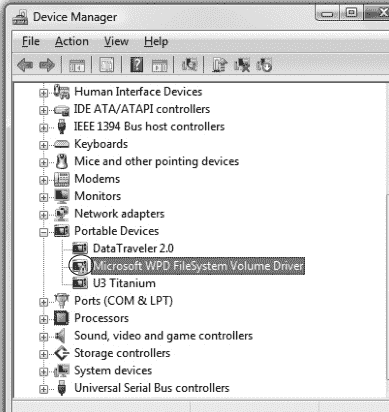 Device Manager
File Action View Help
Human Interface Devices
IDE ATA/ATAPI controllers
IEEE 1394 Bus host controllers
Keyboards
Mice and other pointing devices
Modems
Monitors
Network adapters
Portable Devices
DataTraveler 2.0
Microsoft WPD FileSystem Volume Driver
U3 Titanium
Ports (COM & LPT)
Processors
Sound, video and game controllers
Storage controllers
System devices
Universal Serial Bus controllers